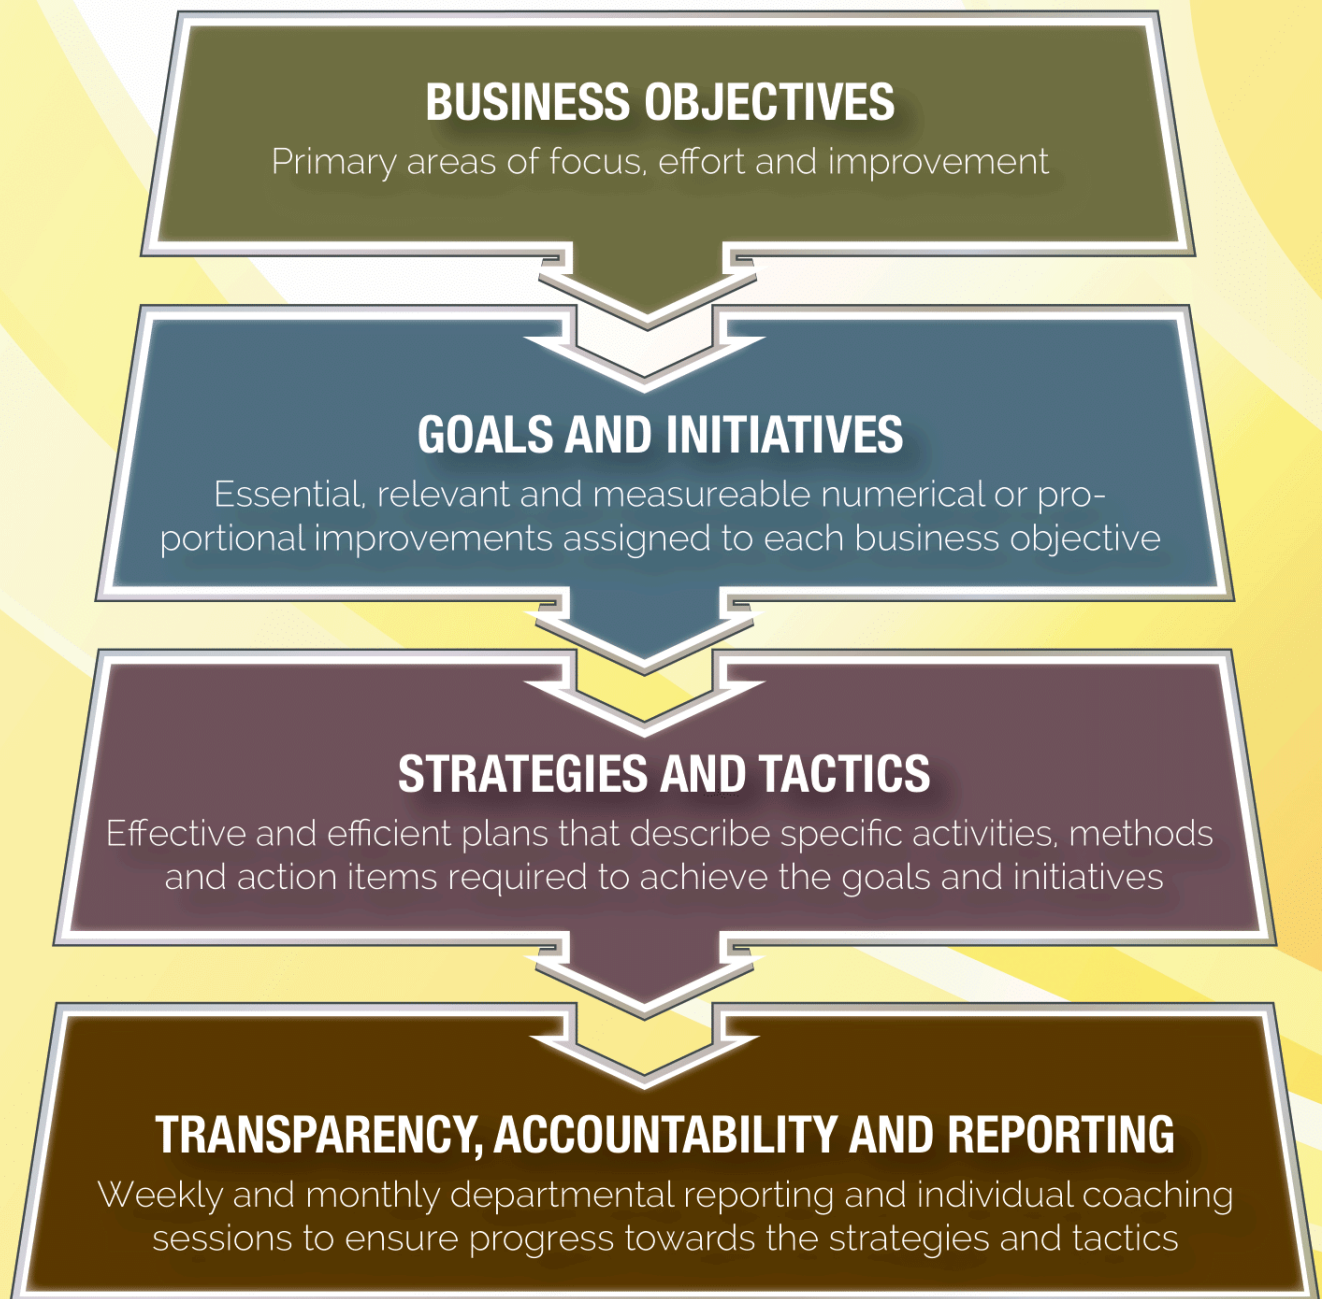 BUSINESS OBJECTIVES
Primary areas of focus, effort and improvement
GOALS AND INITIATIVES
Essential, relevant and measureable numerical or pro-
portional improvements assigned to each business objective
STRATEGIES AND TACTICS
Effective and efficient plans that describe specific activities, methods
and action items required to achieve the goals and initiatives
TRANSPARENCY, ACCOUNTABILITY AND REPORTING
Weekly and monthly departmental reporting and individual coaching
sessions to ensure progress towards the strategies and tactics